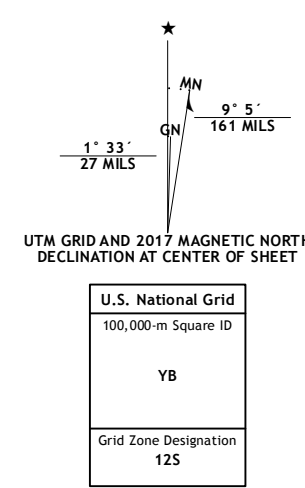 ★
MN
GN
9° 5´
161 MILS
1° 33´
27 MILS
UTM GRID AND 2017 MAGNETIC NORTH
DECLINATION AT CENTER OF SHEET
U.S. National Grid
100,000-m Square ID
YB
Grid Zone Designation
12S